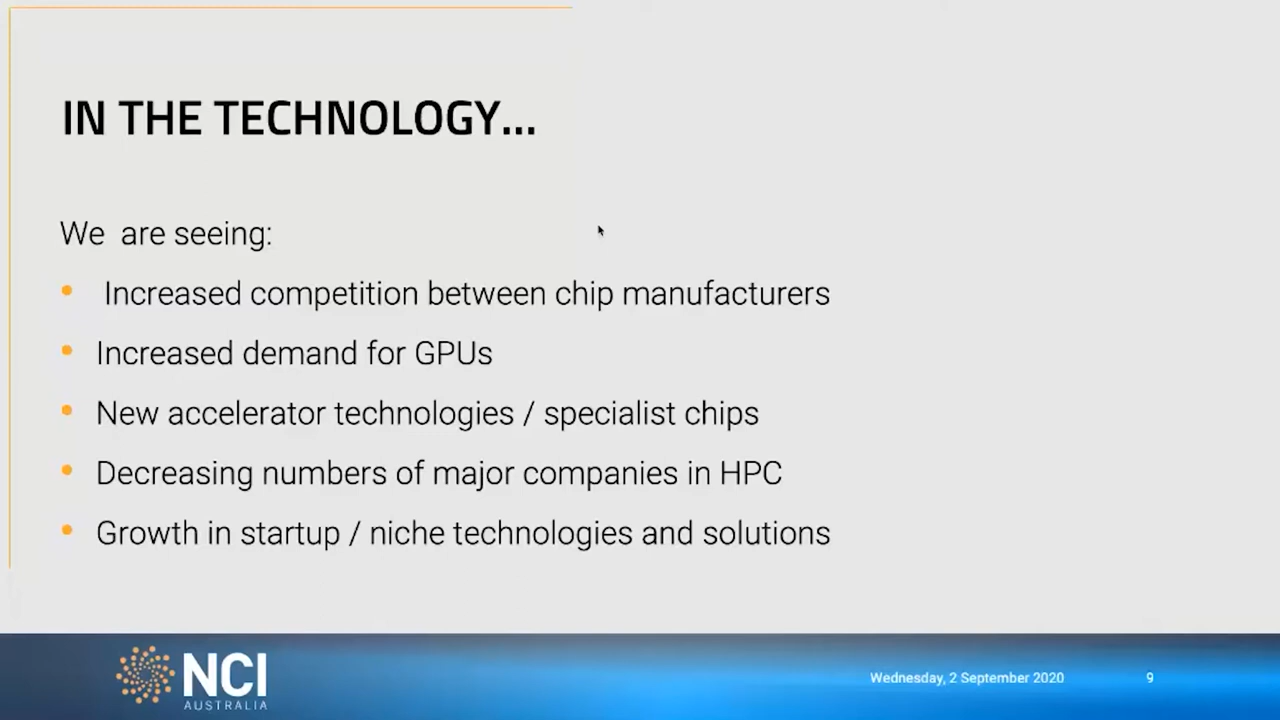 IN THE TECHNOLOGY...
We are seeing:
• Increased competition between chip manufacturers
• Increased demand for GPUs
• New accelerator technologies / specialist chips
• Decreasing numbers of major companies in HPC
• Growth in startup / niche technologies and solutions
NCI
AUSTRALIA
Wednesday, 2 September 2020
9